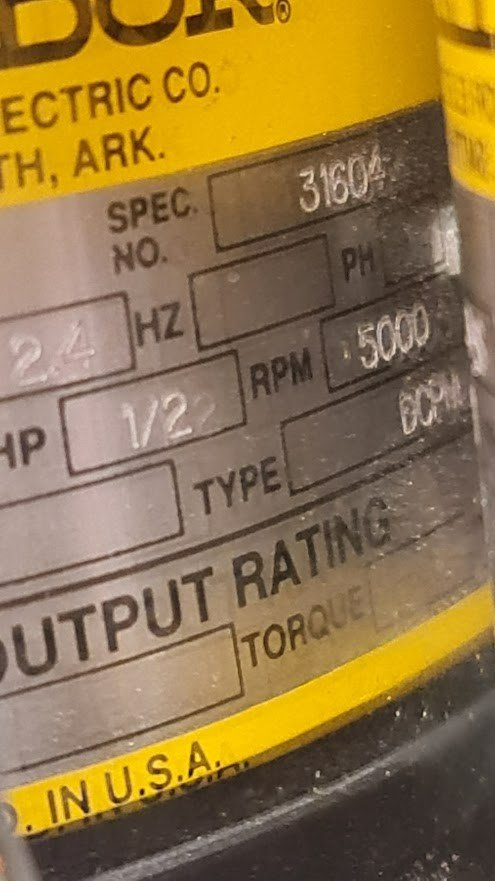 ECTRIC CO.
TH, ARK.
SPEC. NO. 31604
2.4 HZ PH
HP 1/2 RPM 5000
TYPE DCPM
OUTPUT RATING
TORQUE
D. IN U.S.A.